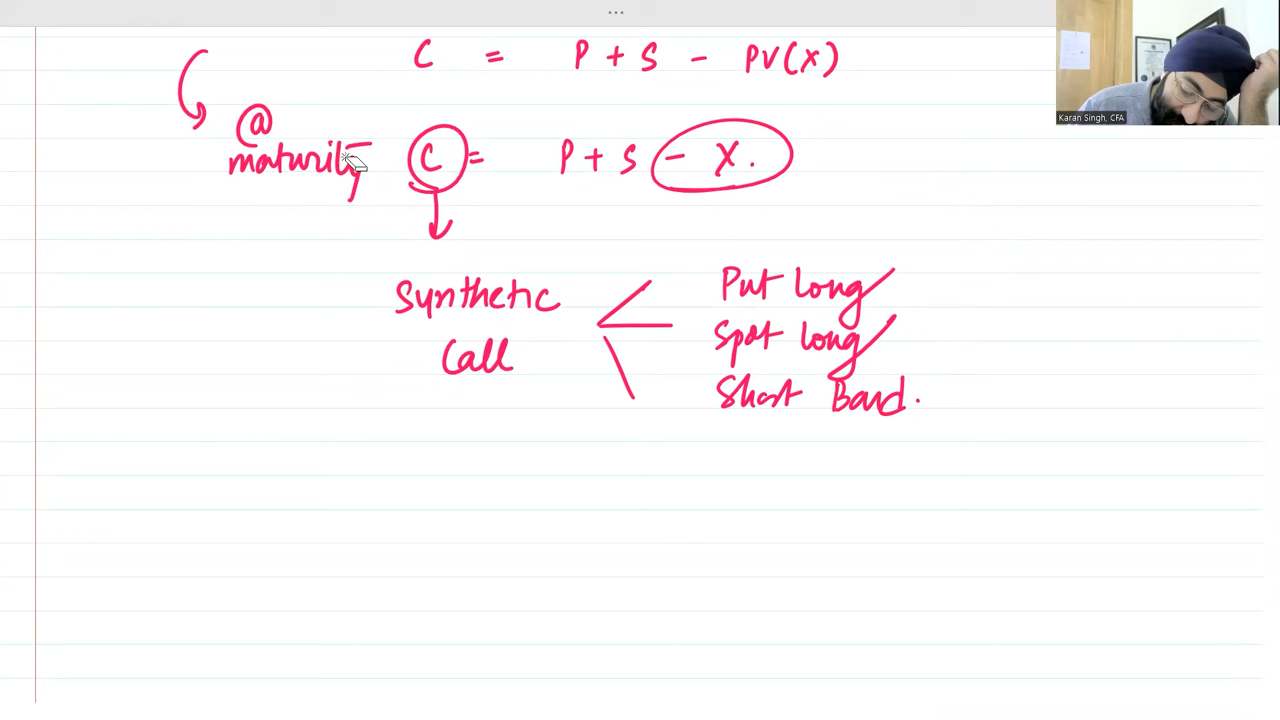 C = P + S - PV(X)
@
maturity C = P + S - X.
Synthetic Call
Put Long
Spot Long
Short Bond.
Karan Singh, CFA